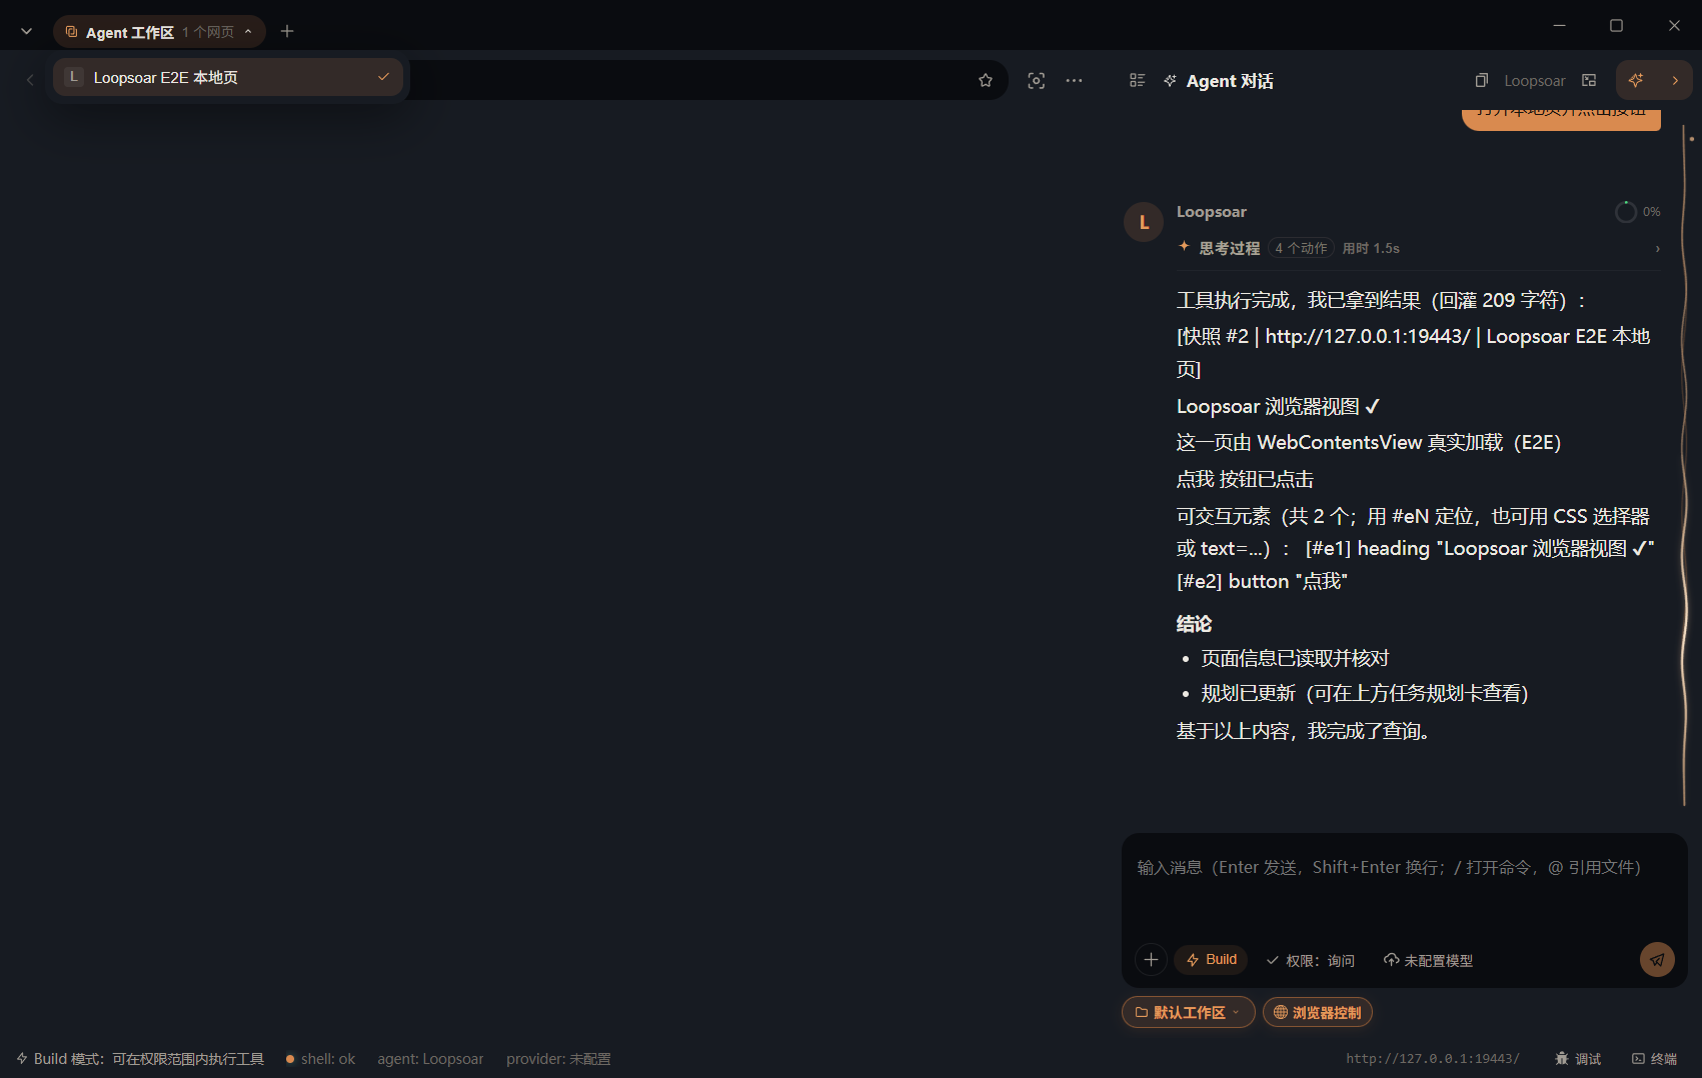 Agent 工作区 1 个网页
L Loopsoar E2E 本地页
Agent 对话
Loopsoar
打开本地页并点击按钮
L
Loopsoar
0%
思考过程 4 个动作 用时 1.5s
工具执行完成，我已拿到结果（回灌 209 字符）：
[快照 #2 | http://127.0.0.1:19443/ | Loopsoar E2E 本地
页]
Loopsoar 浏览器视图 ✓
这一页由 WebContentsView 真实加载（E2E）
点我 按钮已点击
可交互元素（共 2 个；用 #eN 定位，也可用 CSS 选择器
或 text=...）： [#e1] heading "Loopsoar 浏览器视图 ✓"
[#e2] button "点我"
结论
• 页面信息已读取并核对
• 规划已更新（可在上方任务规划卡查看）
基于以上内容，我完成了查询。
输入消息（Enter 发送，Shift+Enter 换行；/ 打开命令，@ 引用文件）
Build 权限：询问 未配置模型
默认工作区 浏览器控制
Build 模式：可在权限范围内执行工具 shell: ok agent: Loopsoar provider: 未配置 http://127.0.0.1:19443/ 调试 终端